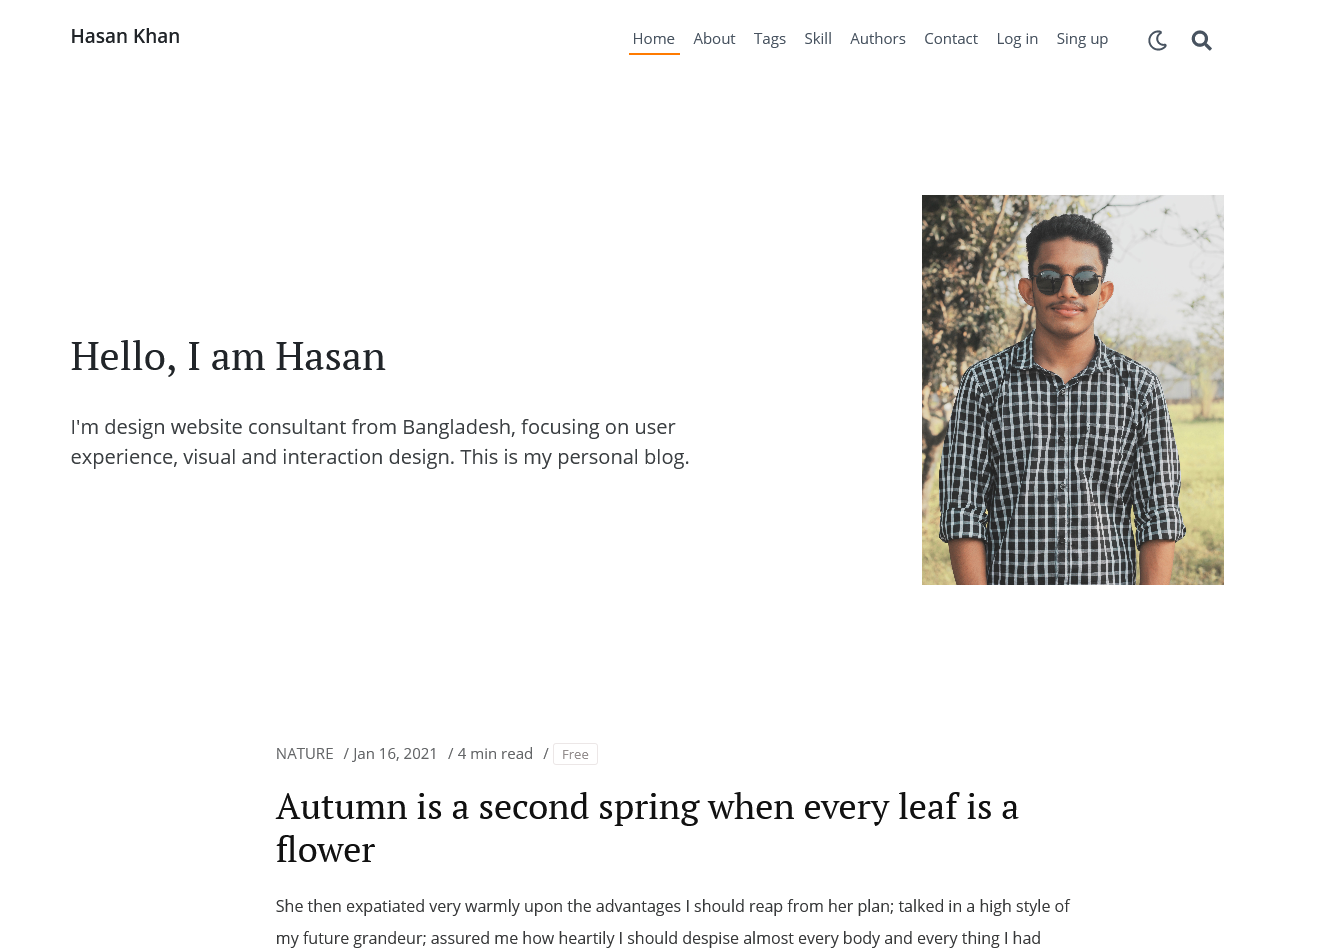 Hasan Khan
Home About Tags Skill Authors Contact Log in Sing up
Hello, I am Hasan
I'm design website consultant from Bangladesh, focusing on user
experience, visual and interaction design. This is my personal blog.
NATURE / Jan 16, 2021 / 4 min read / Free
Autumn is a second spring when every leaf is a
flower
She then expatiated very warmly upon the advantages I should reap from her plan; talked in a high style of
my future grandeur; assured me how heartily I should despise almost every body and every thing I had